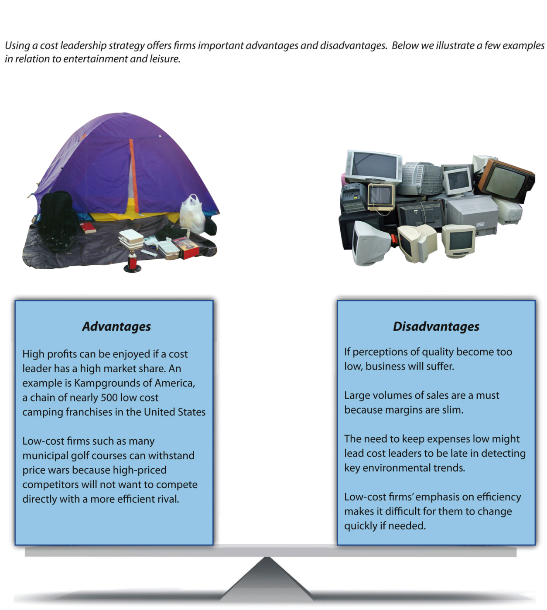 Using a cost leadership strategy offers firms important advantages and disadvantages. Below we illustrate a few examples
in relation to entertainment and leisure.
Advantages
High profits can be enjoyed if a cost
leader has a high market share. An
example is Kampgrounds of America,
a chain of nearly 500 low cost
camping franchises in the United States
Low-cost firms such as many
municipal golf courses can withstand
price wars because high-priced
competitors will not want to compete
directly with a more efficient rival.
Disadvantages
If perceptions of quality become too
low, business will suffer.
Large volumes of sales are a must
because margins are slim.
The need to keep expenses low might
lead cost leaders to be late in detecting
key environmental trends.
Low-cost firms' emphasis on efficiency
makes it difficult for them to change
quickly if needed.